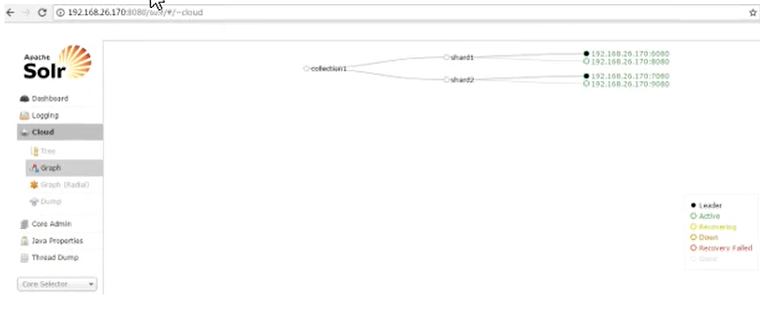 192.168.26.170:8080/solr/#/~cloud
Apache
Solr
Dashboard
Logging
Cloud
Tree
Graph
Graph (Radial)
Dump
Core Admin
Java Properties
Thread Dump
Core Selector
collection1
shard1
shard2
192.168.26.170:6080
192.168.26.170:8080
192.168.26.170:7080
192.168.26.170:9080
Leader
Active
Recovering
Down
Recovery Failed
Gone